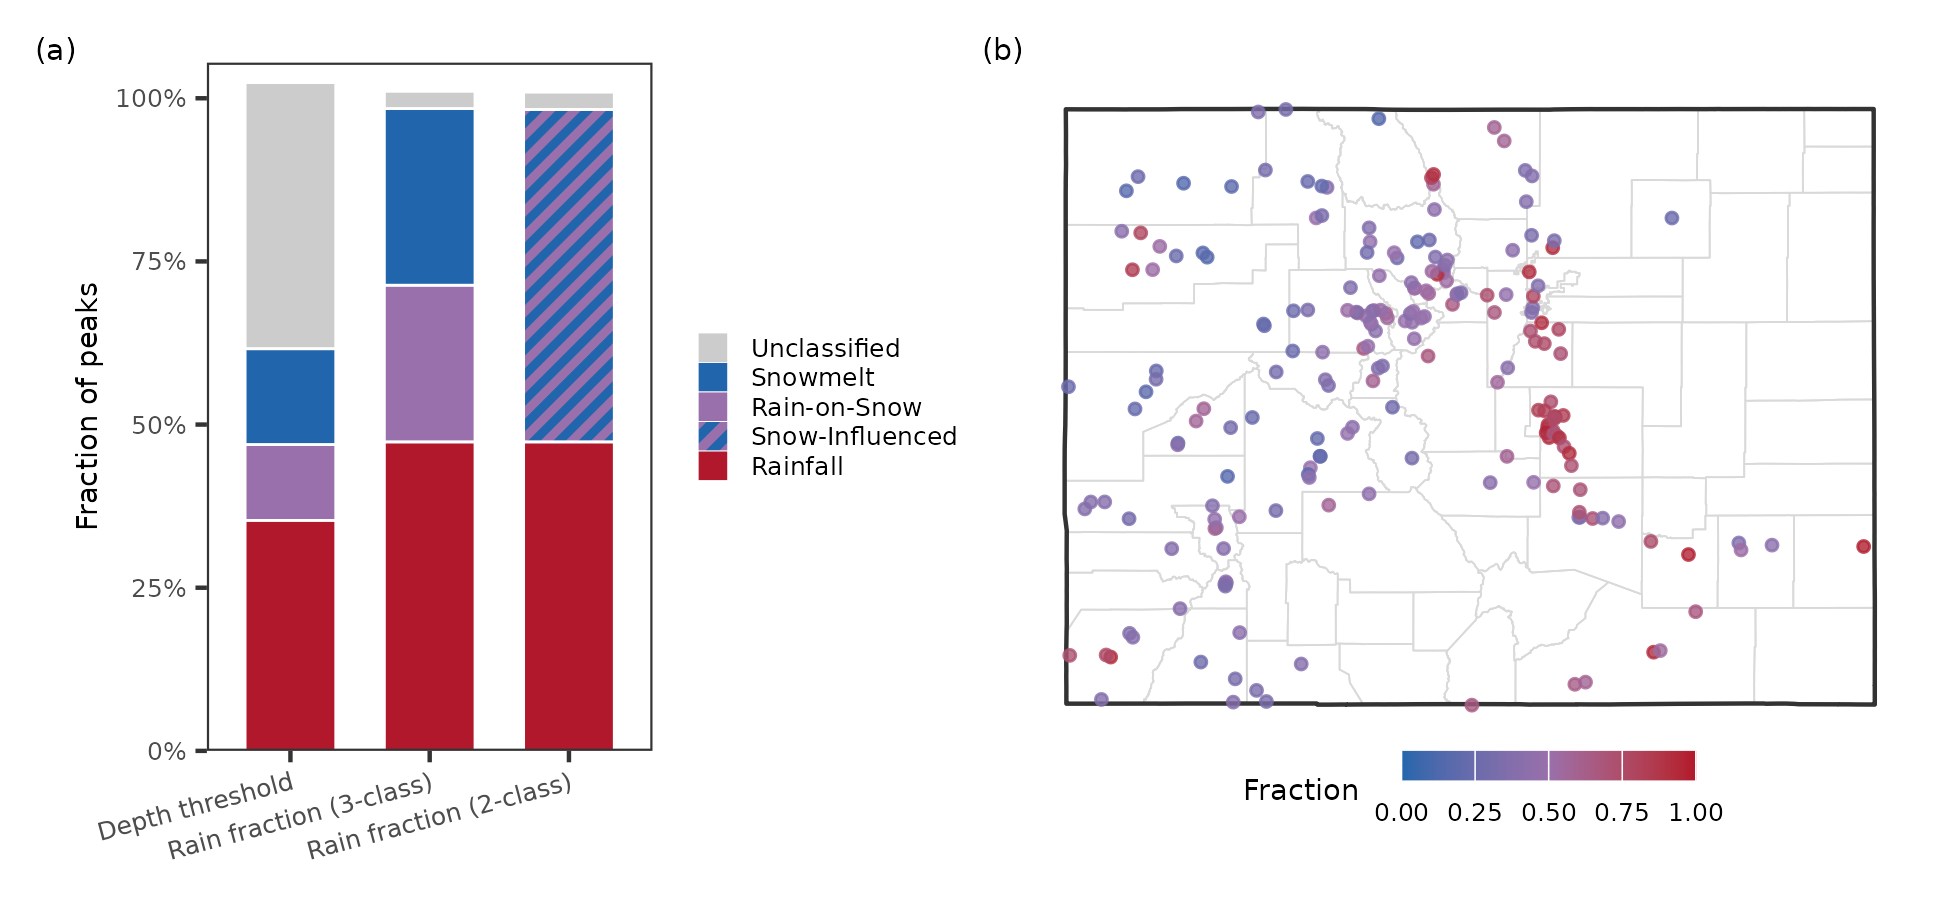 (a)
Fraction of peaks
100%
75%
50%
25%
0%
Depth threshold
Rain fraction (3-class)
Rain fraction (2-class)
Unclassified
Snowmelt
Rain-on-Snow
Snow-Influenced
Rainfall
(b)
Fraction
0.00 0.25 0.50 0.75 1.00